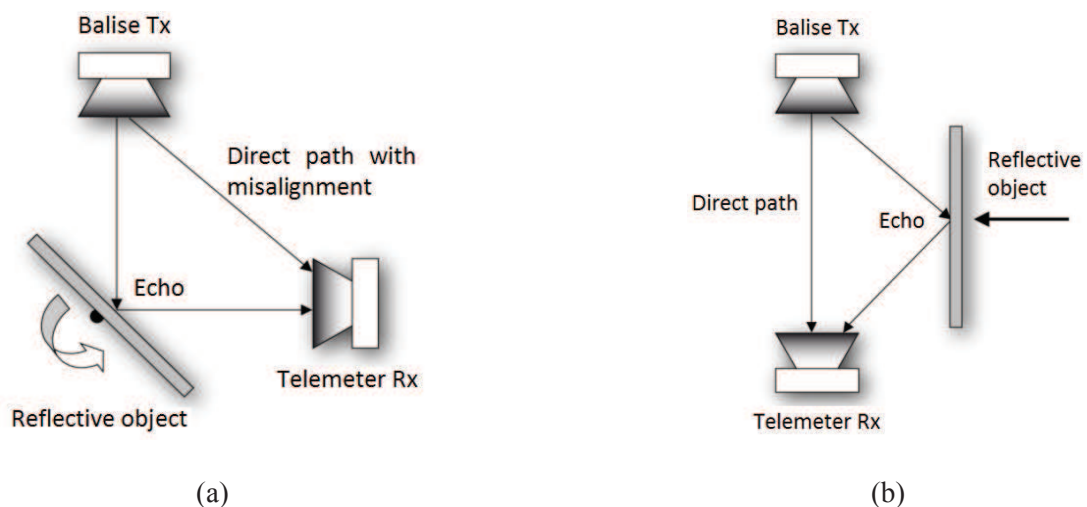 Balise Tx
Direct path with
misalignment
Echo
Telemeter Rx
Reflective object
(a)
Balise Tx
Reflective
object
Direct path
Echo
Telemeter Rx
(b)